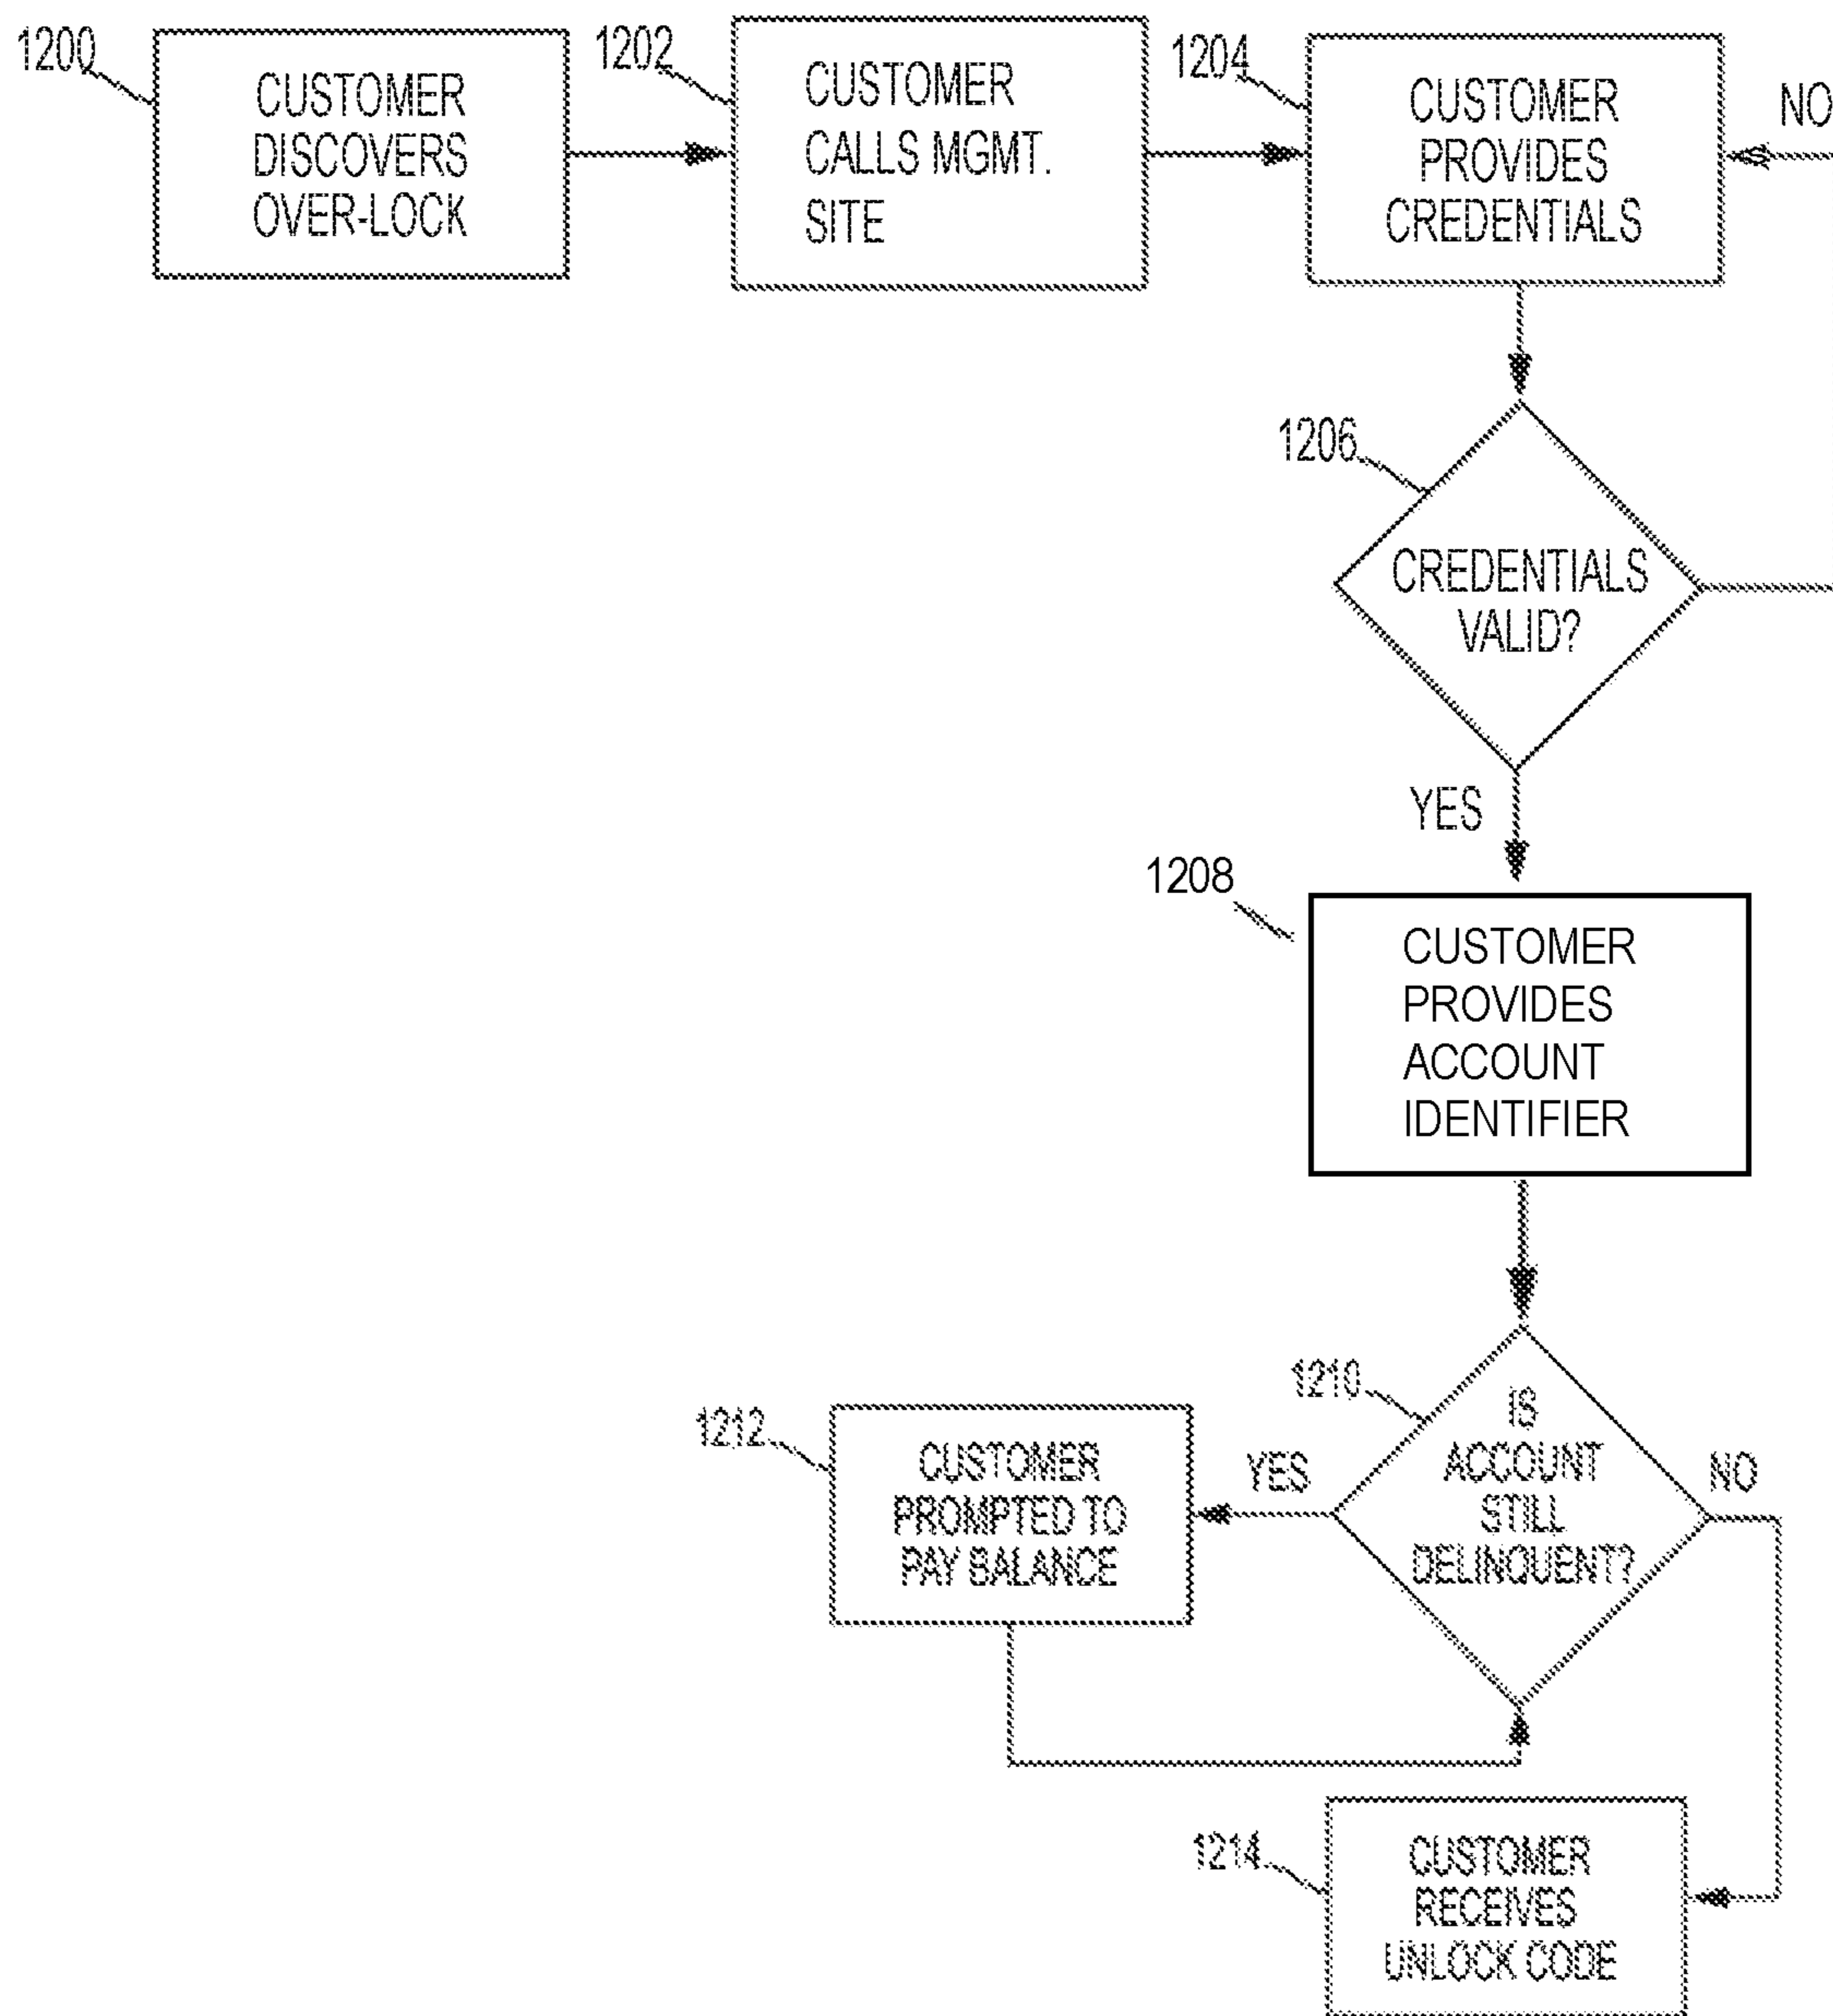 1200
CUSTOMER
DISCOVERS
OVER-LOCK
1202
CUSTOMER
CALLS MGMT.
SITE
1204
CUSTOMER
PROVIDES
CREDENTIALS
NO
1206
CREDENTIALS
VALID?
YES
1208
CUSTOMER
PROVIDES
ACCOUNT
IDENTIFIER
1210
IS
ACCOUNT
STILL
DELINQUENT?
YES
NO
1212
CUSTOMER
PROMPTED TO
PAY BALANCE
1214
CUSTOMER
RECEIVES
UNLOCK CODE